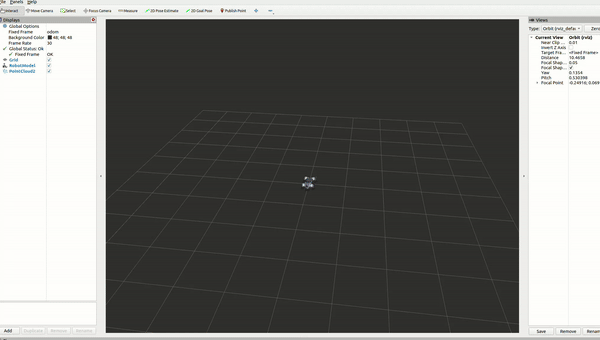 File Panels Help
Interact Move Camera Select Focus Camera Measure 2D Pose Estimate 2D Goal Pose Publish Point
Displays
Global Options
Fixed Frame odom
Background Color 48; 48; 48
Frame Rate 30
Global Status: Ok
Fixed Frame OK
Grid
RobotModel
PointCloud2
Add Duplicate Remove Rename
Views
Type: Orbit (rviz_defau Zero
Current View Orbit (rviz)
Near Clip ... 0.01
Invert Z Axis
Target Fra... <Fixed Frame>
Distance 10.4658
Focal Shap... 0.05
Focal Shap...
Yaw 0.1354
Pitch 0.530398
Focal Point -0.24916; 0.069
Save Remove Renam